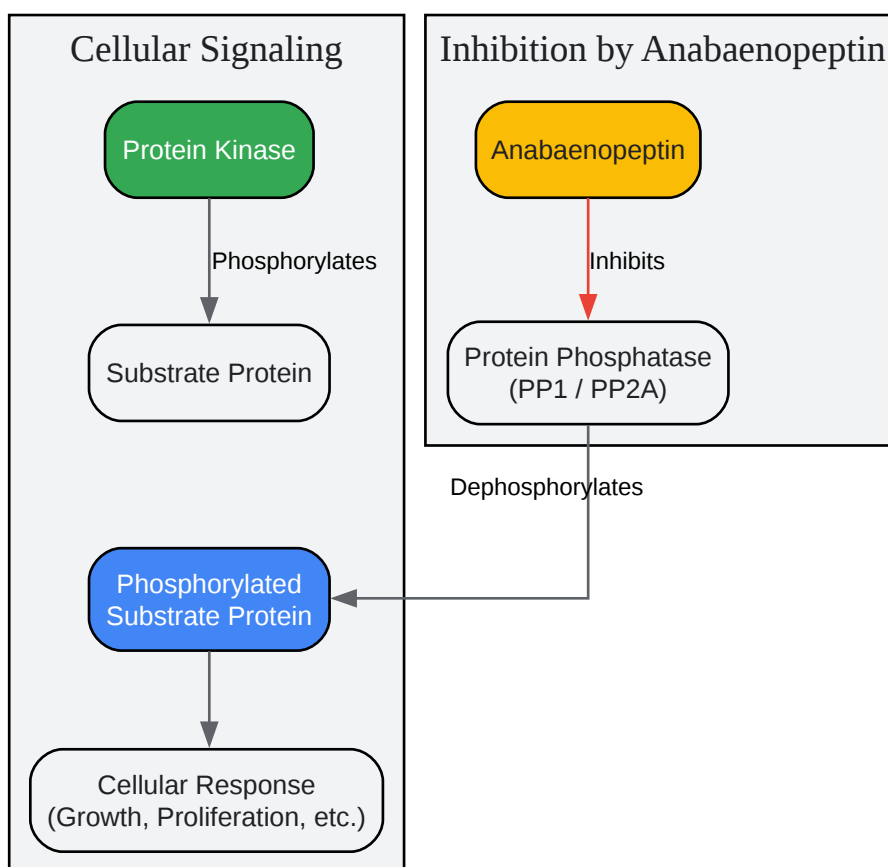 Cellular Signaling
Protein Kinase
Phosphorylates
Substrate Protein
Phosphorylated
Substrate Protein
Cellular Response
(Growth, Proliferation, etc.)
Inhibition by Anabaenopeptin
Anabaenopeptin
Inhibits
Protein Phosphatase
(PP1 / PP2A)
Dephosphorylates